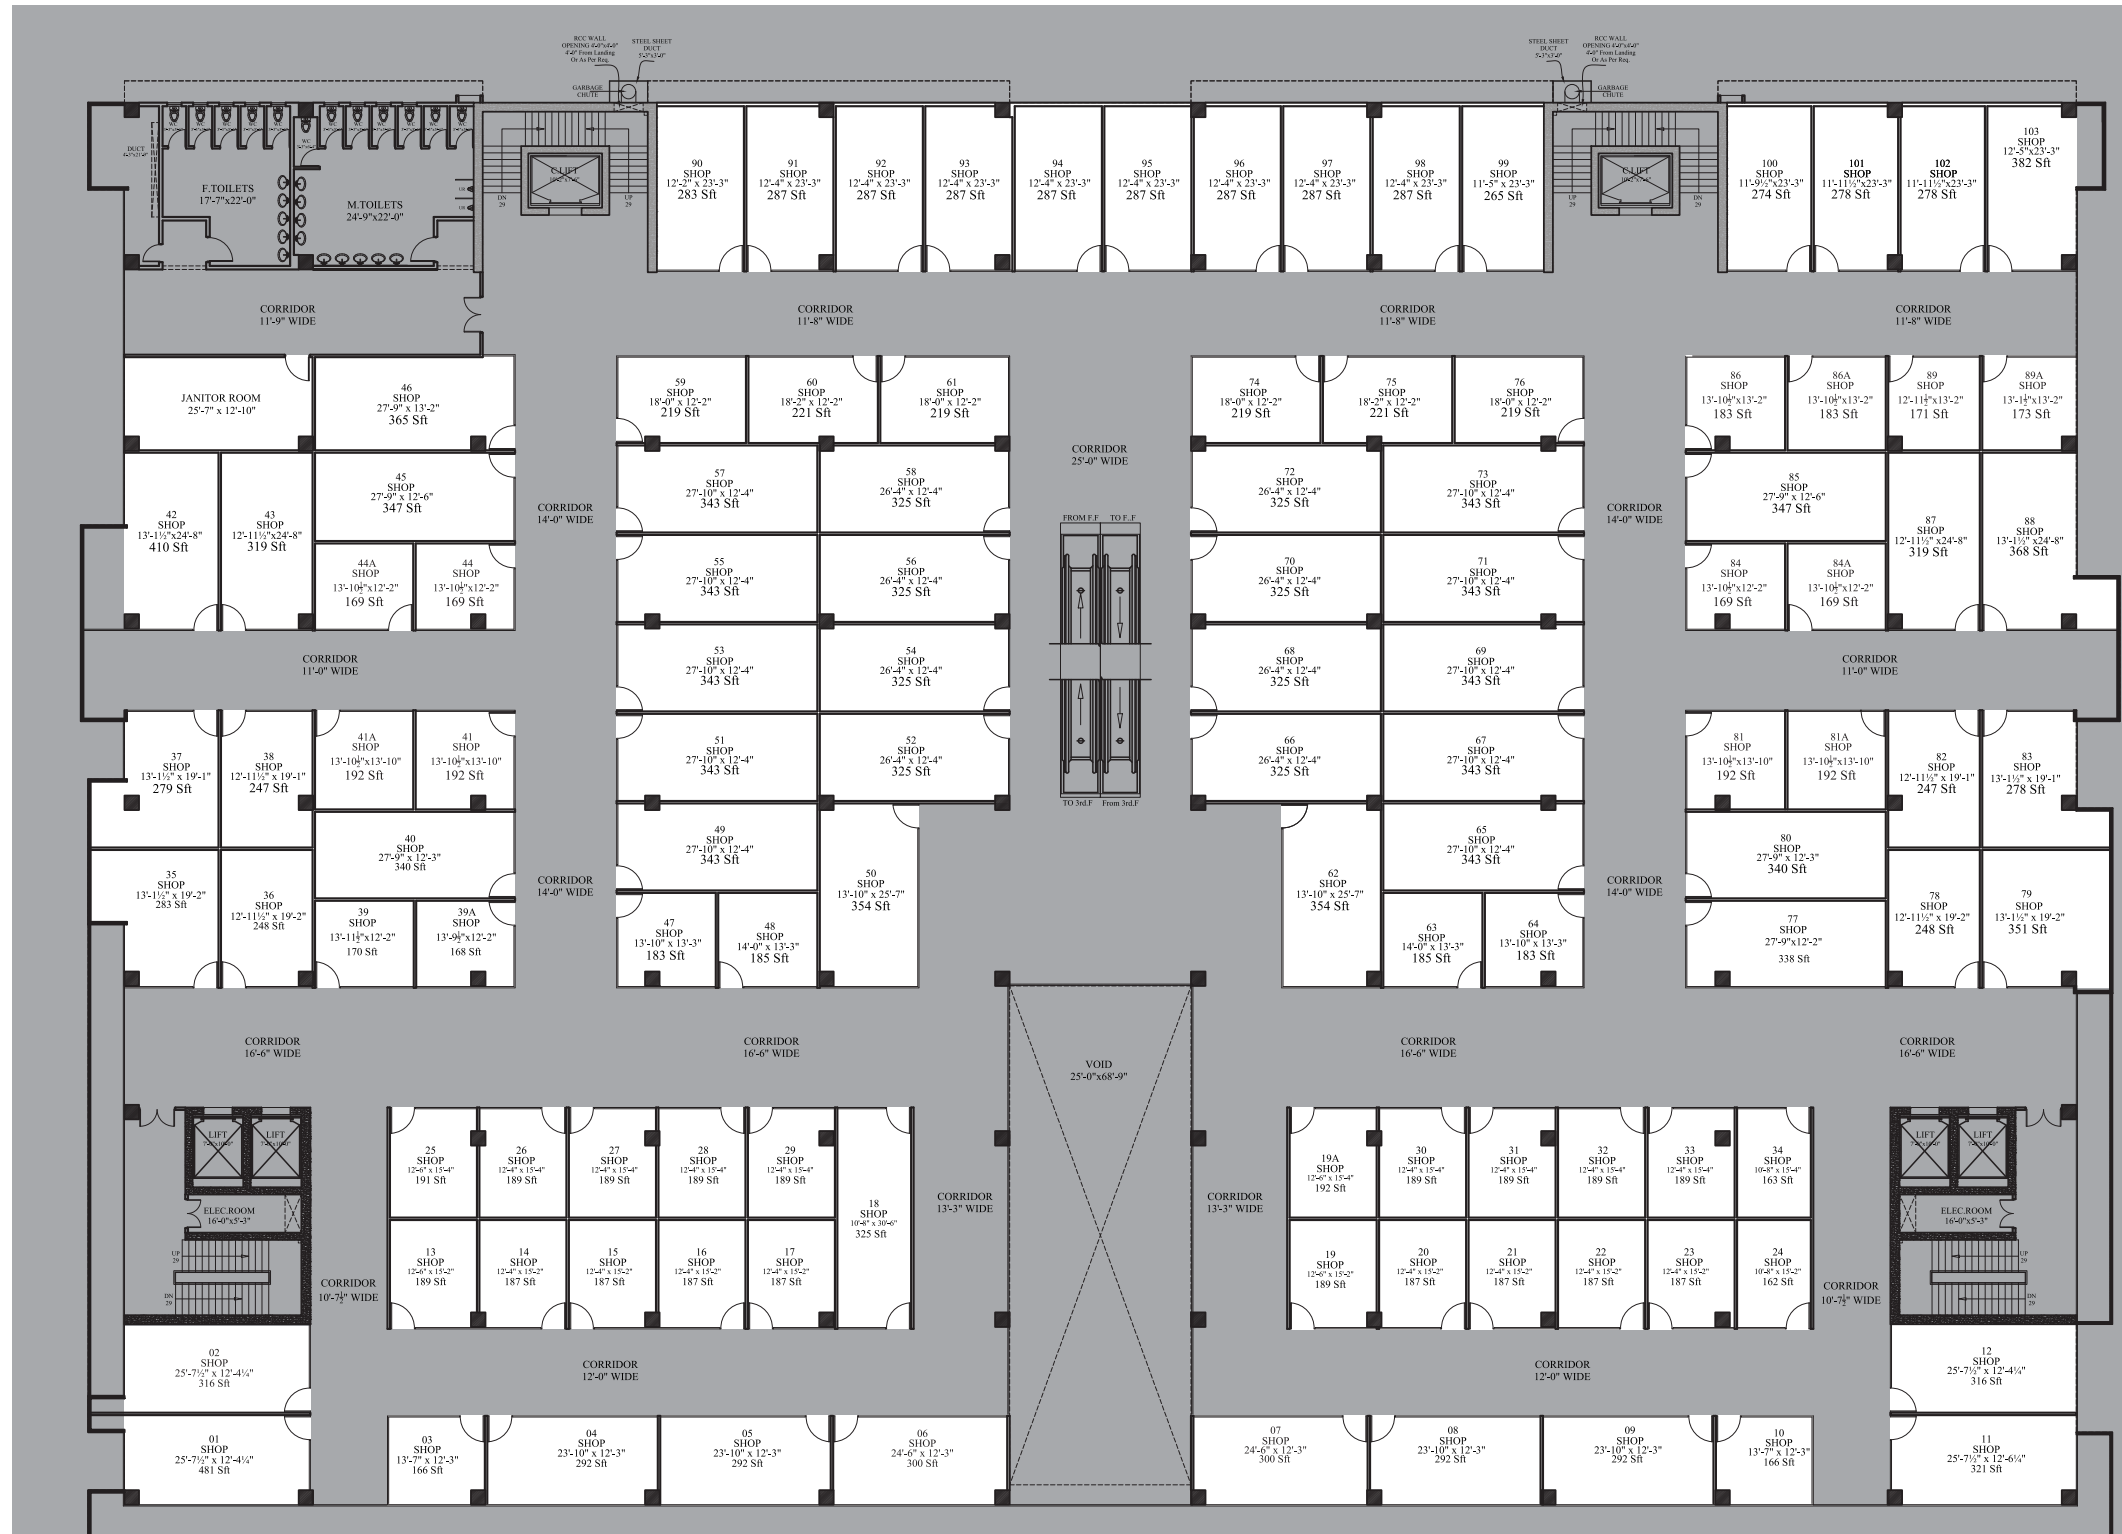 RCC WALL
OPENING 4'-0"x4'-0"
4'-0" From Landing
Or As Per Req.
STEEL SHEET
DUCT
5'-3"x3'-0"
GARBAGE
CHUTE
STEEL SHEET
DUCT
5'-3"x3'-0"
RCC WALL
OPENING 4'-0"x4'-0"
4'-0" From Landing
Or As Per Req.
GARBAGE
CHUTE
WC
WC
WC
WC
WC
WC
WC
WC
WC
WC
WC
WC
DUCT
F.TOILETS
17'-7"x22'-0"
M.TOILETS
24'-9"x22'-0"
C.LIFT
DN
29
UP
29
90
SHOP
12'-2" x 23'-3"
283 Sft
91
SHOP
12'-4" x 23'-3"
287 Sft
92
SHOP
12'-4" x 23'-3"
287 Sft
93
SHOP
12'-4" x 23'-3"
287 Sft
94
SHOP
12'-4" x 23'-3"
287 Sft
95
SHOP
12'-4" x 23'-3"
287 Sft
96
SHOP
12'-4" x 23'-3"
287 Sft
97
SHOP
12'-4" x 23'-3"
287 Sft
98
SHOP
12'-4" x 23'-3"
287 Sft
99
SHOP
11'-5" x 23'-3"
265 Sft
C.LIFT
UP
29
DN
29
100
SHOP
11'-9½"x23'-3"
274 Sft
101
SHOP
11'-11½"x23'-3"
278 Sft
102
SHOP
11'-11½"x23'-3"
278 Sft
103
SHOP
12'-5"x23'-3"
382 Sft
CORRIDOR
11'-9" WIDE
CORRIDOR
11'-8" WIDE
CORRIDOR
11'-8" WIDE
CORRIDOR
11'-8" WIDE
JANITOR ROOM
25'-7" x 12'-10"
46
SHOP
27'-9" x 13'-2"
365 Sft
59
SHOP
18'-0" x 12'-2"
219 Sft
60
SHOP
18'-2" x 12'-2"
221 Sft
61
SHOP
18'-0" x 12'-2"
219 Sft
74
SHOP
18'-0" x 12'-2"
219 Sft
75
SHOP
18'-2" x 12'-2"
221 Sft
76
SHOP
18'-0" x 12'-2"
219 Sft
86
SHOP
13'-10½"x13'-2"
183 Sft
86A
SHOP
13'-10½"x13'-2"
183 Sft
89
SHOP
12'-11½"x13'-2"
171 Sft
89A
SHOP
13'-1½"x13'-2"
173 Sft
CORRIDOR
25'-0" WIDE
42
SHOP
13'-1½"x24'-8"
410 Sft
43
SHOP
12'-11½"x24'-8"
319 Sft
45
SHOP
27'-9" x 12'-6"
347 Sft
CORRIDOR
14'-0" WIDE
57
SHOP
27'-10" x 12'-4"
343 Sft
58
SHOP
26'-4" x 12'-4"
325 Sft
72
SHOP
26'-4" x 12'-4"
325 Sft
73
SHOP
27'-10" x 12'-4"
343 Sft
CORRIDOR
14'-0" WIDE
85
SHOP
27'-9" x 12'-6"
347 Sft
87
SHOP
12'-11½" x24'-8"
319 Sft
88
SHOP
13'-1½" x24'-8"
368 Sft
FROM F.F
TO F..F
44A
SHOP
13'-10½"x12'-2"
169 Sft
44
SHOP
13'-10½"x12'-2"
169 Sft
55
SHOP
27'-10" x 12'-4"
343 Sft
56
SHOP
26'-4" x 12'-4"
325 Sft
70
SHOP
26'-4" x 12'-4"
325 Sft
71
SHOP
27'-10" x 12'-4"
343 Sft
84
SHOP
13'-10½"x12'-2"
169 Sft
84A
SHOP
13'-10½"x12'-2"
169 Sft
CORRIDOR
11'-0" WIDE
53
SHOP
27'-10" x 12'-4"
343 Sft
54
SHOP
26'-4" x 12'-4"
325 Sft
68
SHOP
26'-4" x 12'-4"
325 Sft
69
SHOP
27'-10" x 12'-4"
343 Sft
CORRIDOR
11'-0" WIDE
37
SHOP
13'-1½" x 19'-1"
279 Sft
38
SHOP
12'-11½" x 19'-1"
247 Sft
41A
SHOP
13'-10½"x13'-10"
192 Sft
41
SHOP
13'-10½"x13'-10"
192 Sft
51
SHOP
27'-10" x 12'-4"
343 Sft
52
SHOP
26'-4" x 12'-4"
325 Sft
66
SHOP
26'-4" x 12'-4"
325 Sft
67
SHOP
27'-10" x 12'-4"
343 Sft
81
SHOP
13'-10½"x13'-10"
192 Sft
81A
SHOP
13'-10½"x13'-10"
192 Sft
82
SHOP
12'-11½" x 19'-1"
247 Sft
83
SHOP
13'-1½" x 19'-1"
278 Sft
TO 3rd.F
From 3rd.F
40
SHOP
27'-9" x 12'-3"
340 Sft
49
SHOP
27'-10" x 12'-4"
343 Sft
65
SHOP
27'-10" x 12'-4"
343 Sft
80
SHOP
27'-9" x 12'-3"
340 Sft
35
SHOP
13'-1½" x 19'-2"
283 Sft
36
SHOP
12'-11½" x 19'-2"
248 Sft
CORRIDOR
14'-0" WIDE
50
SHOP
13'-10" x 25'-7"
354 Sft
62
SHOP
13'-10" x 25'-7"
354 Sft
CORRIDOR
14'-0" WIDE
78
SHOP
12'-11½" x 19'-2"
248 Sft
79
SHOP
13'-1½" x 19'-2"
351 Sft
39
SHOP
13'-11½"x12'-2"
170 Sft
39A
SHOP
13'-9½"x12'-2"
168 Sft
47
SHOP
13'-10" x 13'-3"
183 Sft
48
SHOP
14'-0" x 13'-3"
185 Sft
63
SHOP
14'-0" x 13'-3"
185 Sft
64
SHOP
13'-10" x 13'-3"
183 Sft
77
SHOP
27'-9"x12'-2"
338 Sft
CORRIDOR
16'-6" WIDE
CORRIDOR
16'-6" WIDE
CORRIDOR
16'-6" WIDE
CORRIDOR
16'-6" WIDE
VOID
25'-0"x68'-9"
LIFT
LIFT
25
SHOP
12'-6" x 15'-4"
191 Sft
26
SHOP
12'-4" x 15'-4"
189 Sft
27
SHOP
12'-4" x 15'-4"
189 Sft
28
SHOP
12'-4" x 15'-4"
189 Sft
29
SHOP
12'-4" x 15'-4"
189 Sft
18
SHOP
10'-8" x 30'-6"
325 Sft
CORRIDOR
13'-3" WIDE
CORRIDOR
13'-3" WIDE
19A
SHOP
12'-6" x 15'-4"
192 Sft
30
SHOP
12'-4" x 15'-4"
189 Sft
31
SHOP
12'-4" x 15'-4"
189 Sft
32
SHOP
12'-4" x 15'-4"
189 Sft
33
SHOP
12'-4" x 15'-4"
189 Sft
34
SHOP
10'-8" x 15'-4"
163 Sft
LIFT
LIFT
ELEC.ROOM
16'-0"x5'-3"
ELEC.ROOM
16'-0"x5'-3"
UP
29
DN
29
CORRIDOR
10'-7½" WIDE
13
SHOP
12'-6" x 15'-2"
189 Sft
14
SHOP
12'-4" x 15'-2"
187 Sft
15
SHOP
12'-4" x 15'-2"
187 Sft
16
SHOP
12'-4" x 15'-2"
187 Sft
17
SHOP
12'-4" x 15'-2"
187 Sft
19
SHOP
12'-6" x 15'-2"
189 Sft
20
SHOP
12'-4" x 15'-2"
187 Sft
21
SHOP
12'-4" x 15'-2"
187 Sft
22
SHOP
12'-4" x 15'-2"
187 Sft
23
SHOP
12'-4" x 15'-2"
187 Sft
24
SHOP
10'-8" x 15'-2"
162 Sft
CORRIDOR
10'-7½" WIDE
UP
29
DN
29
02
SHOP
25'-7½" x 12'-4¼"
316 Sft
CORRIDOR
12'-0" WIDE
CORRIDOR
12'-0" WIDE
12
SHOP
25'-7½" x 12'-4¼"
316 Sft
01
SHOP
25'-7½" x 12'-4¼"
481 Sft
03
SHOP
13'-7" x 12'-3"
166 Sft
04
SHOP
23'-10" x 12'-3"
292 Sft
05
SHOP
23'-10" x 12'-3"
292 Sft
06
SHOP
24'-6" x 12'-3"
300 Sft
07
SHOP
24'-6" x 12'-3"
300 Sft
08
SHOP
23'-10" x 12'-3"
292 Sft
09
SHOP
23'-10" x 12'-3"
292 Sft
10
SHOP
13'-7" x 12'-3"
166 Sft
11
SHOP
25'-7½" x 12'-6¼"
321 Sft